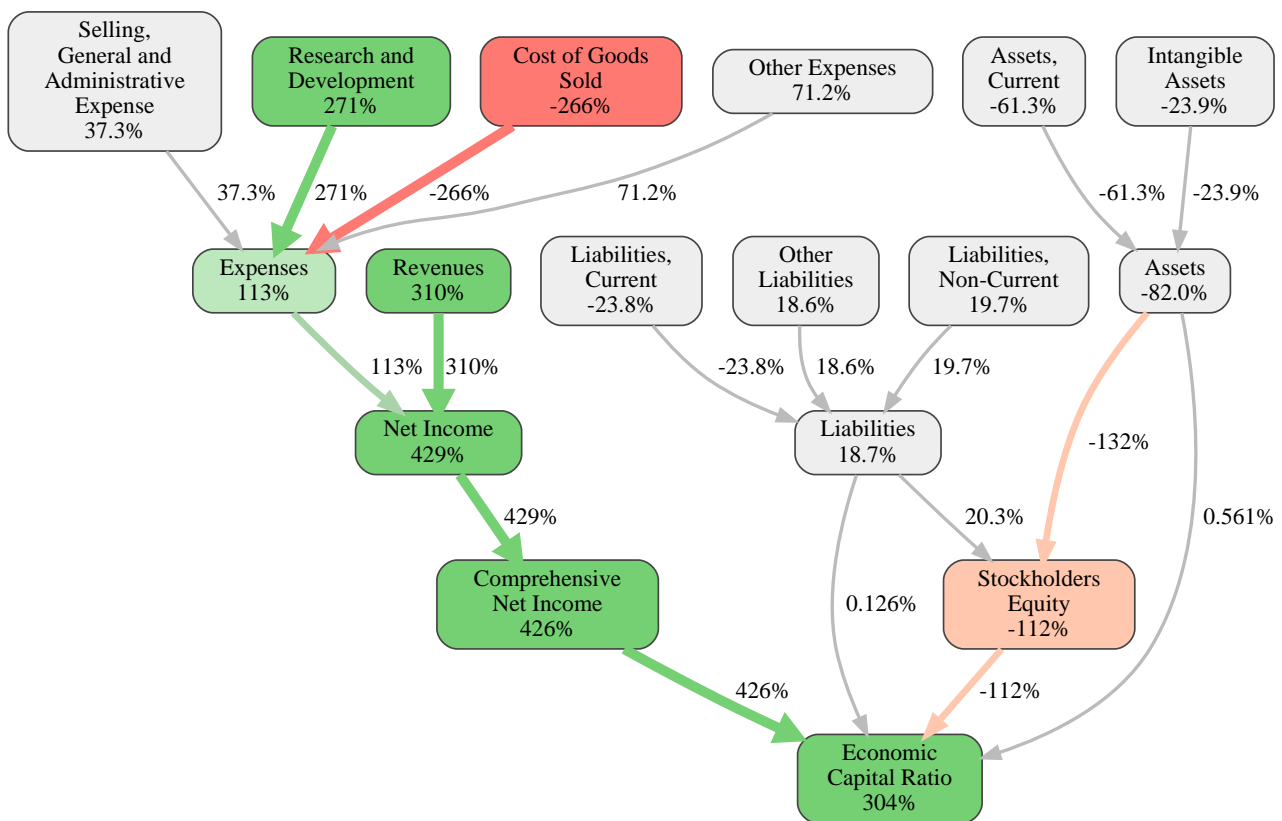 Selling,
General and
Administrative
Expense
37.3%
Research and
Development
271%
Cost of Goods
Sold
-266%
Other Expenses
71.2%
Assets,
Current
-61.3%
Intangible
Assets
-23.9%
37.3%
271%
-266%
71.2%
-61.3%
-23.9%
Expenses
113%
Revenues
310%
Liabilities,
Current
-23.8%
Other
Liabilities
18.6%
Liabilities,
Non-Current
19.7%
Assets
-82.0%
113%
310%
-23.8%
18.6%
19.7%
Net Income
429%
Liabilities
18.7%
-132%
429%
20.3%
0.561%
Comprehensive
Net Income
426%
0.126%
Stockholders
Equity
-112%
426%
-112%
Economic
Capital Ratio
304%